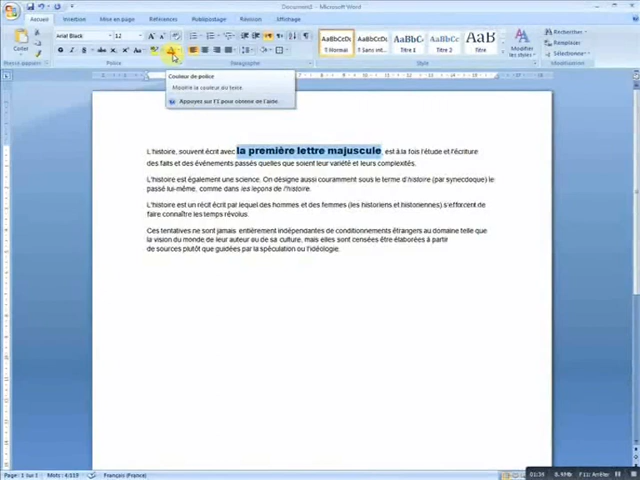 Document2 - Microsoft Word
Accueil Insertion Mise en page Références Publipostage Révision Affichage
Coller
Arial Black 12
G I S abc Aa
AaBbCcDc AaBbCcDc AaBbCc AaB
¶ Normal ¶ Sans int... Titre 1 Titre
Modifier les styles
Rechercher
Remplacer
Sélectionner
Presse-papiers Police Paragraphe Style Modification
Couleur de police
Modifie la couleur du texte.
Appuyez sur F1 pour obtenir de l'aide.
L'histoire, souvent écrit avec la première lettre majuscule, est à la fois l'étude et l'écriture
des faits et des événements passés quelles que soient leur variété et leurs complexités.
L'histoire est également une science. On désigne aussi couramment sous le terme d'histoire (par synecdoque) le
passé lui-même, comme dans les leçons de l'histoire.
L'histoire est un récit écrit par lequel des hommes et des femmes (les historiens et historiennes) s'efforcent de
faire connaître les temps révolus.
Ces tentatives ne sont jamais entièrement indépendantes de conditionnements étrangers au domaine telle que
la vision du monde de leur auteur ou de sa culture, mais elles sont censées être élaborées à partir
de sources plutôt que guidées par la spéculation ou l'idéologie.
Page : 1 sur 1 Mots : 4/119 Français (France)
F11: Arrêter